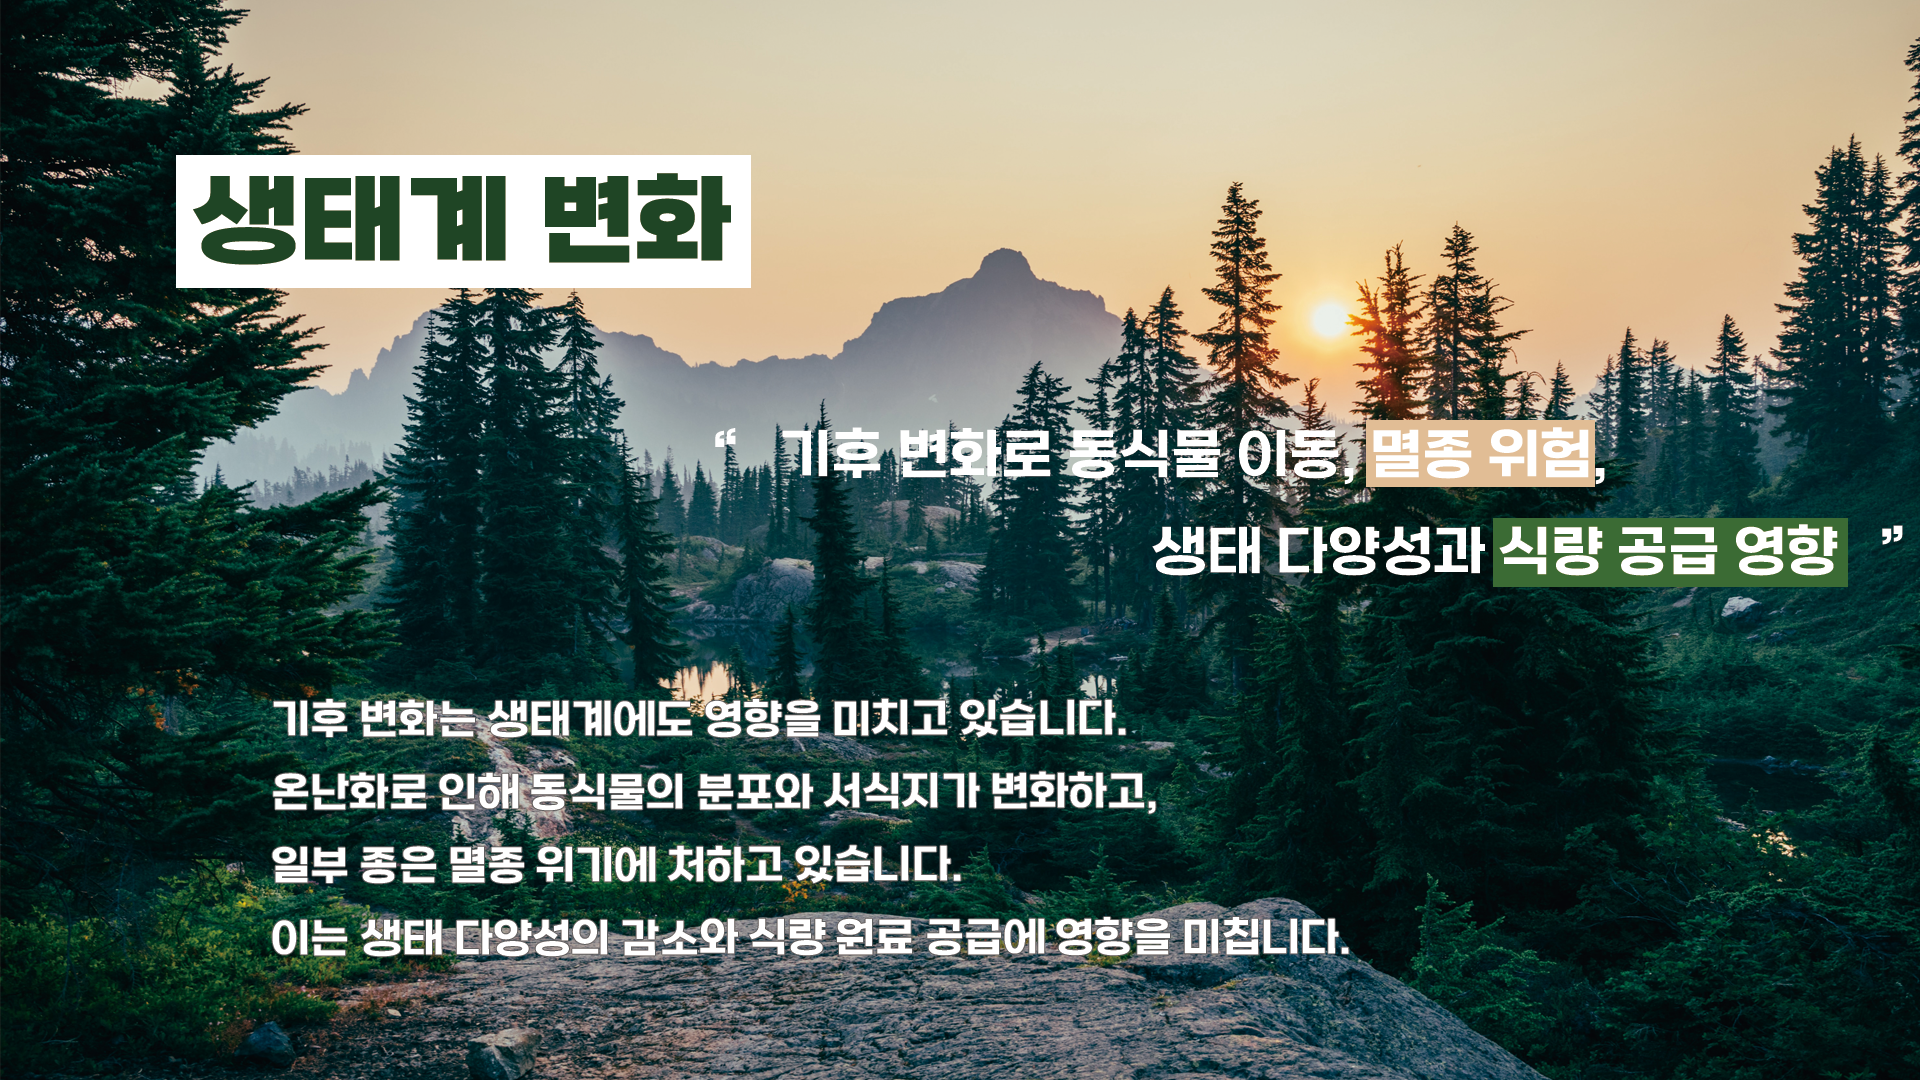 생태계 변화
“ 기후 변화로 동식물 이동, 멸종 위험,
생태 다양성과 식량 공급 영향 ”
기후 변화는 생태계에도 영향을 미치고 있습니다.
온난화로 인해 동식물의 분포와 서식지가 변화하고,
일부 종은 멸종 위기에 처하고 있습니다.
이는 생태 다양성의 감소와 식량 원료 공급에 영향을 미칩니다.